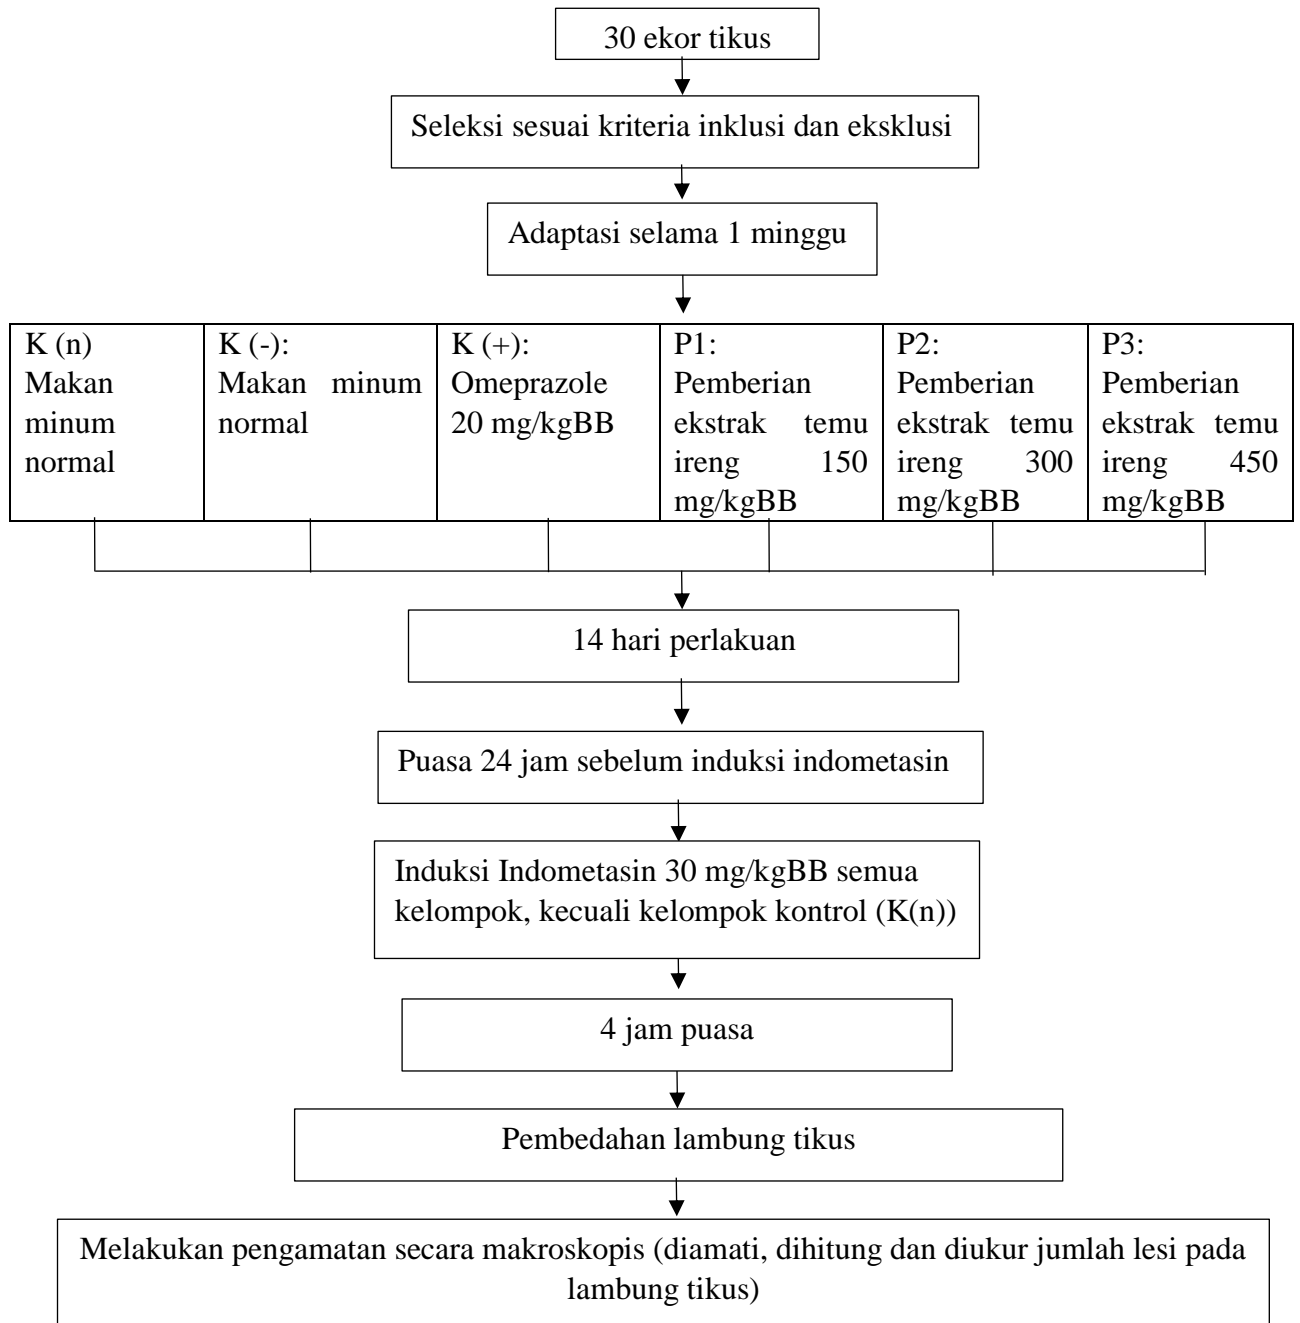 30 ekor tikus
Seleksi sesuai kriteria inklusi dan eksklusi
Adaptasi selama 1 minggu
K (n)
Makan
minum
normal
K (-):
Makan minum
normal
K (+):
Omeprazole
20 mg/kgBB
P1:
Pemberian
ekstrak temu
ireng 150
mg/kgBB
P2:
Pemberian
ekstrak temu
ireng 300
mg/kgBB
P3:
Pemberian
ekstrak temu
ireng 450
mg/kgBB
14 hari perlakuan
Puasa 24 jam sebelum induksi indometasin
Induksi Indometasin 30 mg/kgBB semua
kelompok, kecuali kelompok kontrol (K(n))
4 jam puasa
Pembedahan lambung tikus
Melakukan pengamatan secara makroskopis (diamati, dihitung dan diukur jumlah lesi pada
lambung tikus)